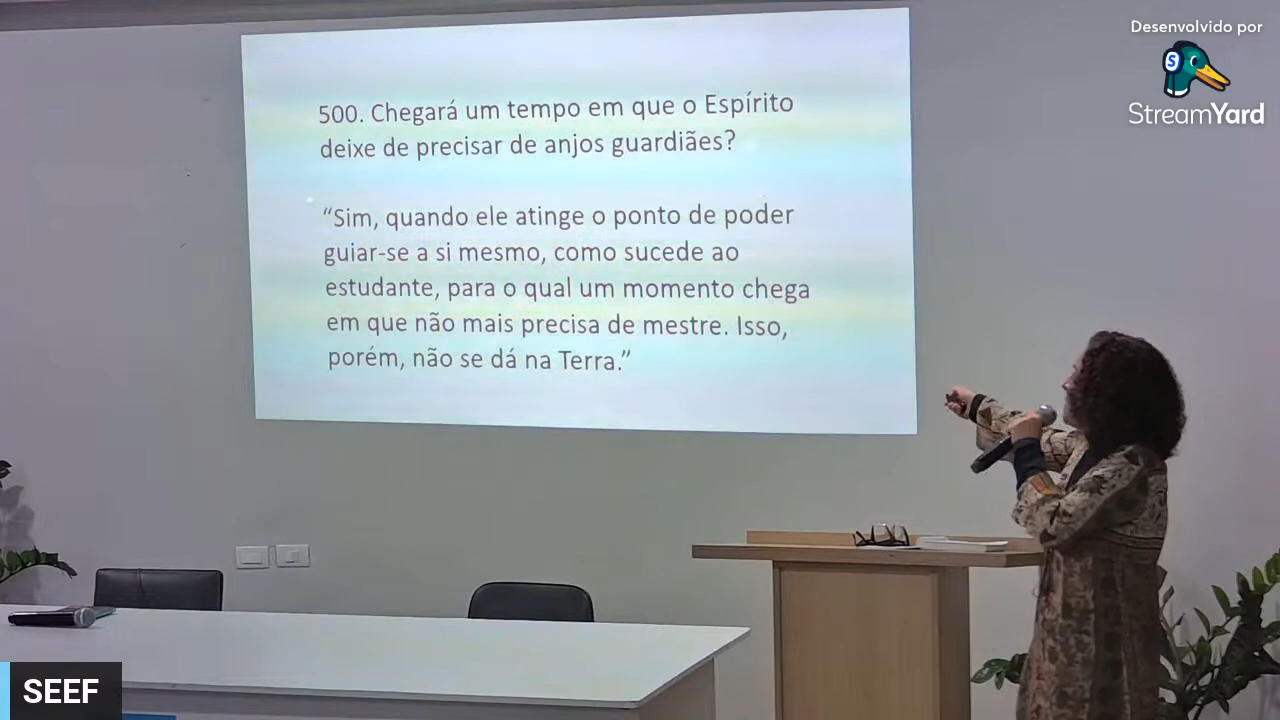 Desenvolvido por
StreamYard
500. Chegará um tempo em que o Espírito
deixe de precisar de anjos guardiães?
“Sim, quando ele atinge o ponto de poder
guiar-se a si mesmo, como sucede ao
estudante, para o qual um momento chega
em que não mais precisa de mestre. Isso,
porém, não se dá na Terra.”
SEEF